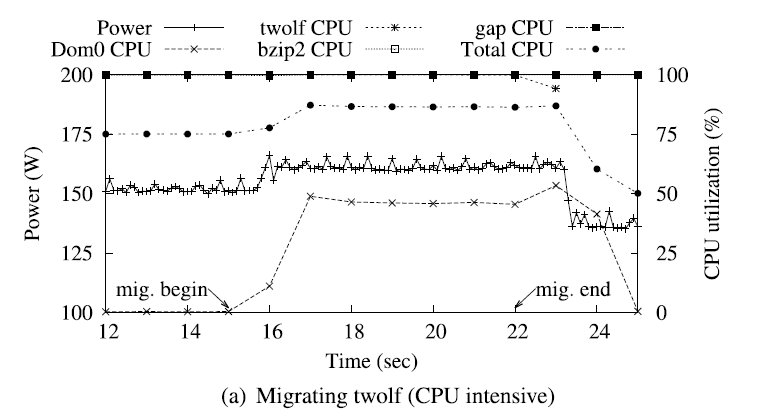 Power twolf CPU gap CPU
Dom0 CPU bzip2 CPU Total CPU
200 100
175 75
150 50
125 25
100 0
Power (W)
CPU utilization (%)
mig. begin mig. end
12 14 16 18 20 22 24
Time (sec)
(a) Migrating twolf (CPU intensive)